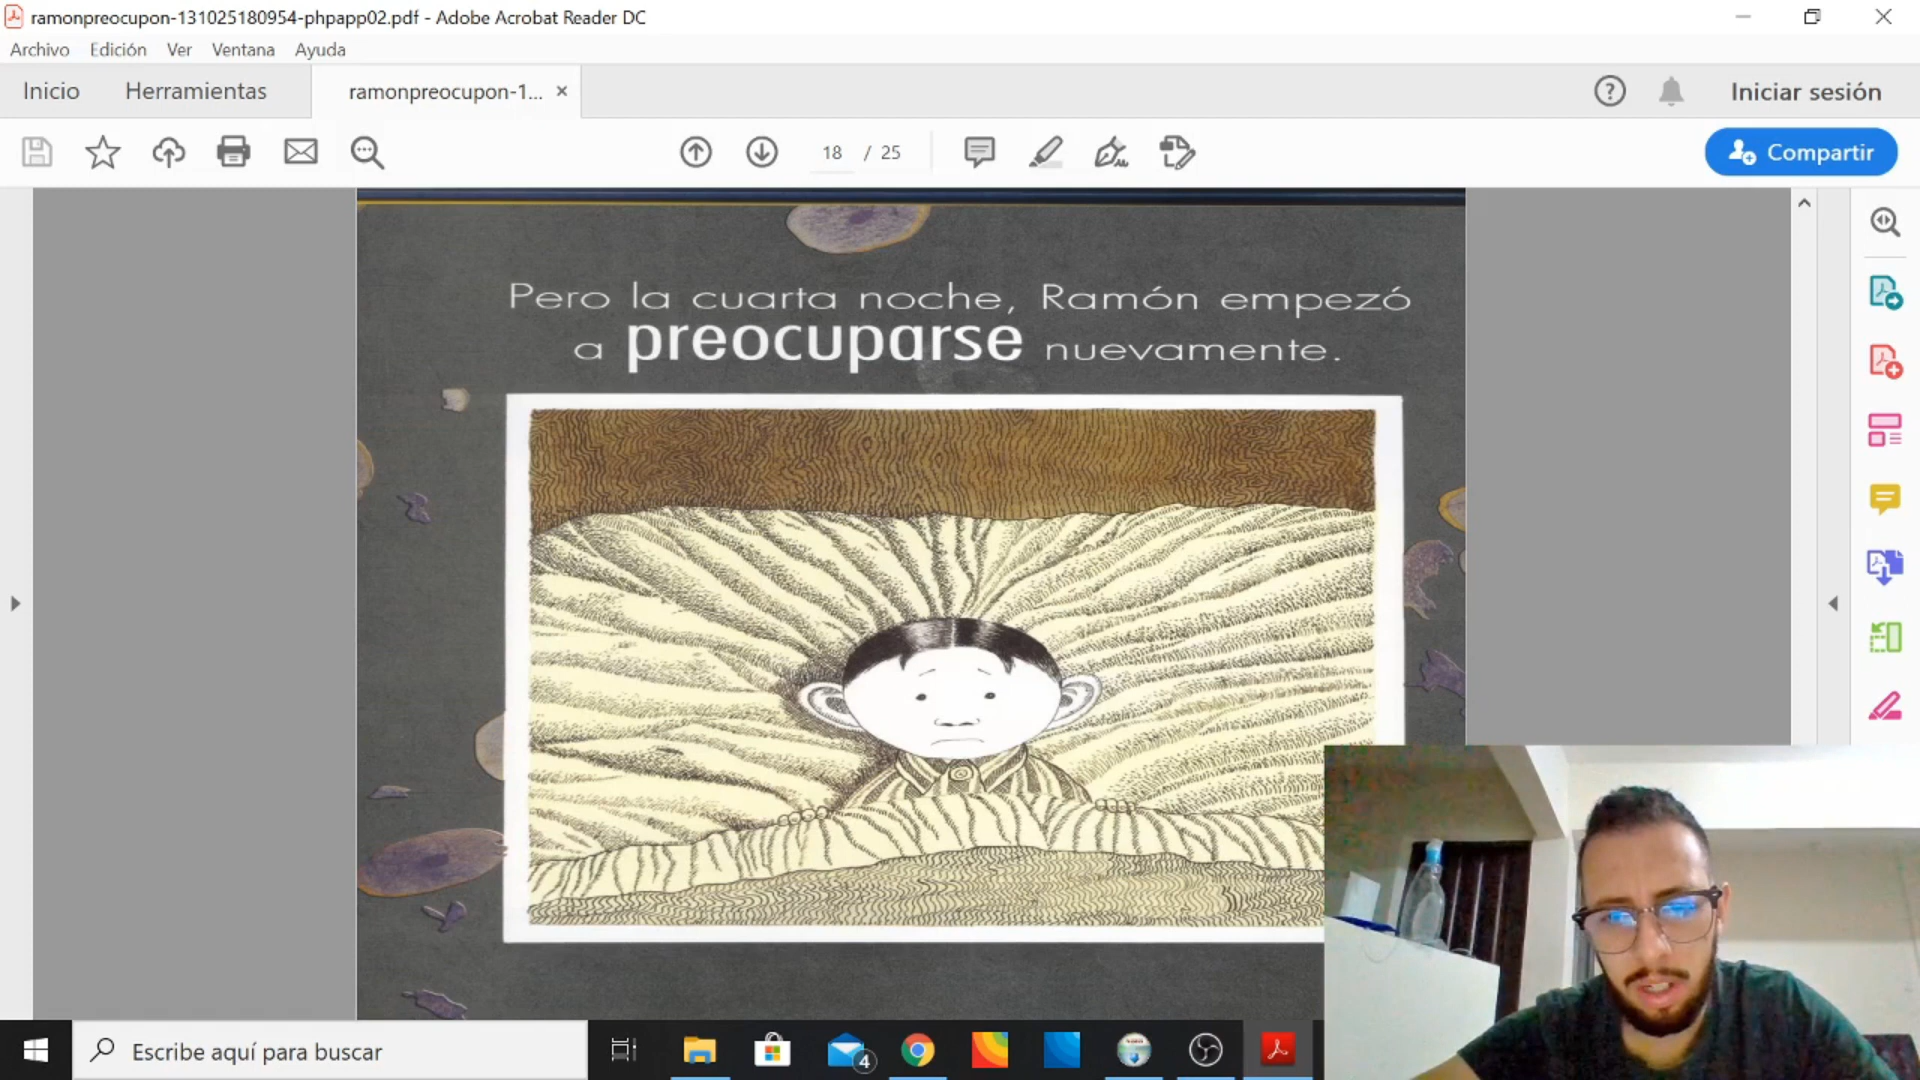 ramonpreocupon-131025180954-phpapp02.pdf - Adobe Acrobat Reader DC
Archivo Edición Ver Ventana Ayuda
Inicio Herramientas ramonpreocupon-1... Iniciar sesión
18 / 25 Compartir
Pero la cuarta noche, Ramón empezó
a preocuparse nuevamente.
Escribe aquí para buscar 4